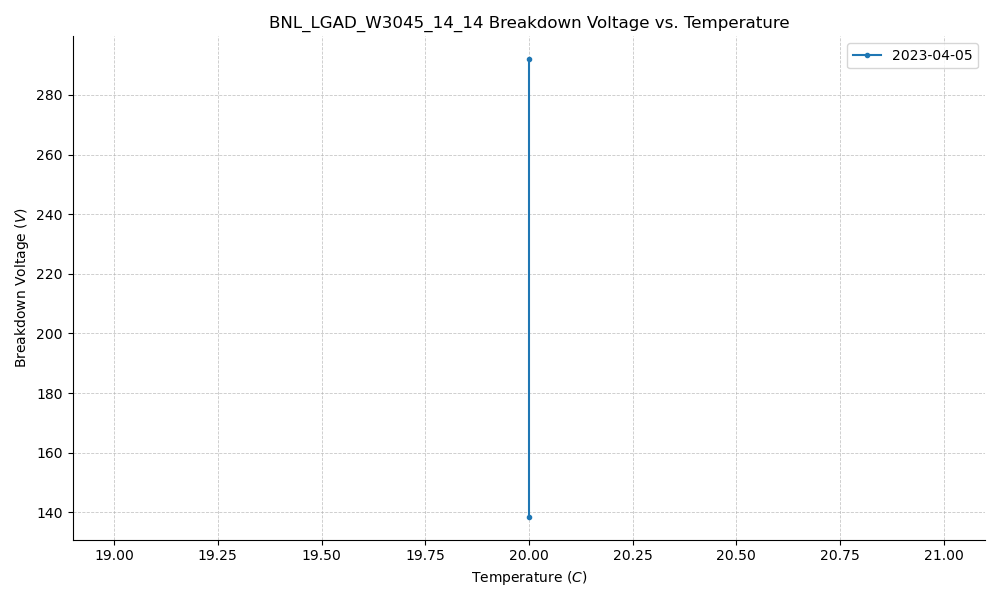 BNL_LGAD_W3045_14_14 Breakdown Voltage vs. Temperature
2023-04-05
Breakdown Voltage (V)
280
260
240
220
200
180
160
140
19.00 19.25 19.50 19.75 20.00 20.25 20.50 20.75 21.00
Temperature (C)